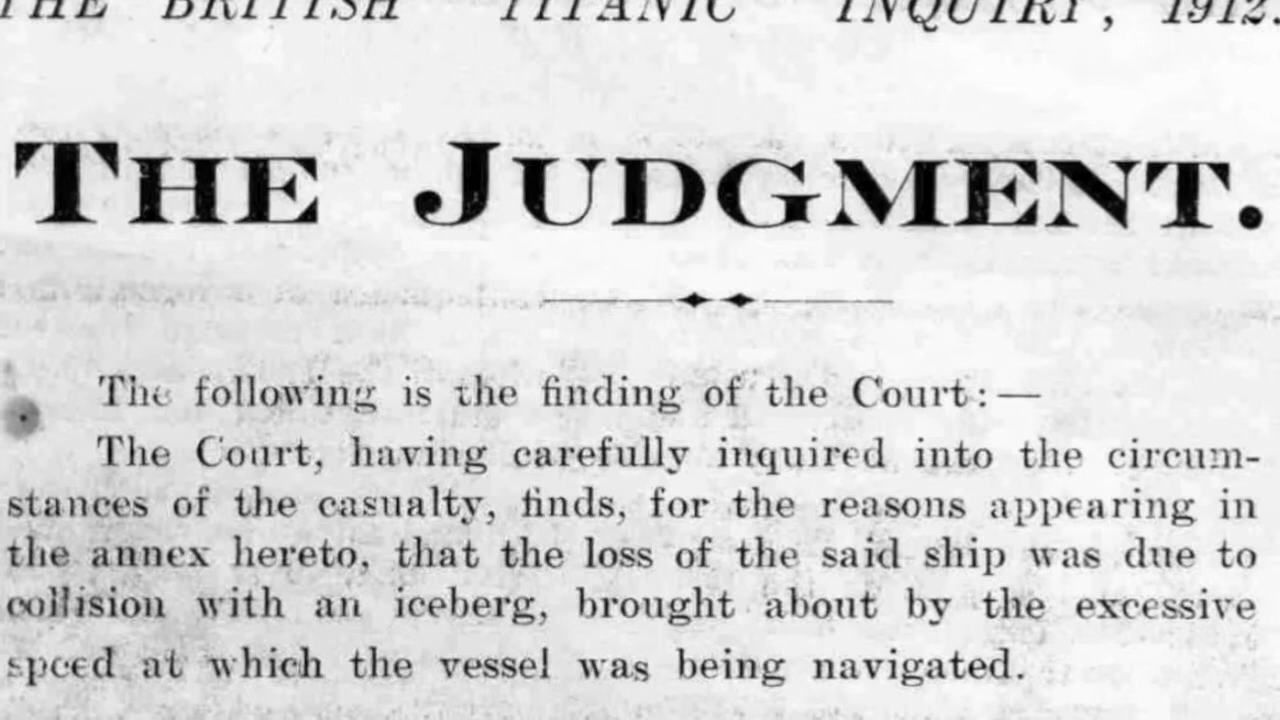 THE BRITISH TITANIC INQUIRY, 1912.
THE JUDGMENT.
The following is the finding of the Court:—
The Court, having carefully inquired into the circum-
stances of the casualty, finds, for the reasons appearing in
the annex hereto, that the loss of the said ship was due to
collision with an iceberg, brought about by the excessive
speed at which the vessel was being navigated.